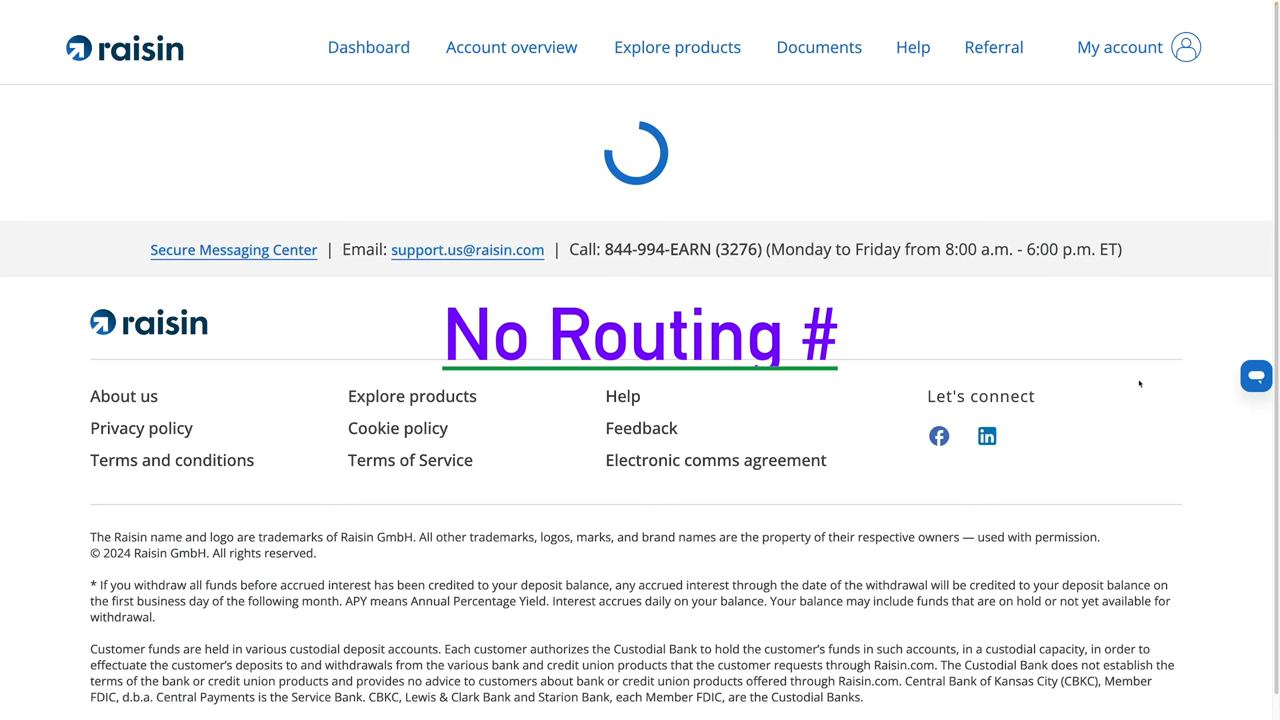 raisin
Dashboard Account overview Explore products Documents Help Referral My account
Secure Messaging Center | Email: support.us@raisin.com | Call: 844-994-EARN (3276) (Monday to Friday from 8:00 a.m. - 6:00 p.m. ET)
raisin
No Routing #
About us Explore products Help Let's connect
Privacy policy Cookie policy Feedback
Terms and conditions Terms of Service Electronic comms agreement
The Raisin name and logo are trademarks of Raisin GmbH. All other trademarks, logos, marks, and brand names are the property of their respective owners — used with permission.
© 2024 Raisin GmbH. All rights reserved.
* If you withdraw all funds before accrued interest has been credited to your deposit balance, any accrued interest through the date of the withdrawal will be credited to your deposit balance on
the first business day of the following month. APY means Annual Percentage Yield. Interest accrues daily on your balance. Your balance may include funds that are on hold or not yet available for
withdrawal.
Customer funds are held in various custodial deposit accounts. Each customer authorizes the Custodial Bank to hold the customer's funds in such accounts, in a custodial capacity, in order to
effectuate the customer's deposits to and withdrawals from the various bank and credit union products that the customer requests through Raisin.com. The Custodial Bank does not establish the
terms of the bank or credit union products and provides no advice to customers about bank or credit union products offered through Raisin.com. Central Bank of Kansas City (CBKC), Member
FDIC, d.b.a. Central Payments is the Service Bank. CBKC, Lewis & Clark Bank and Starion Bank, each Member FDIC, are the Custodial Banks.